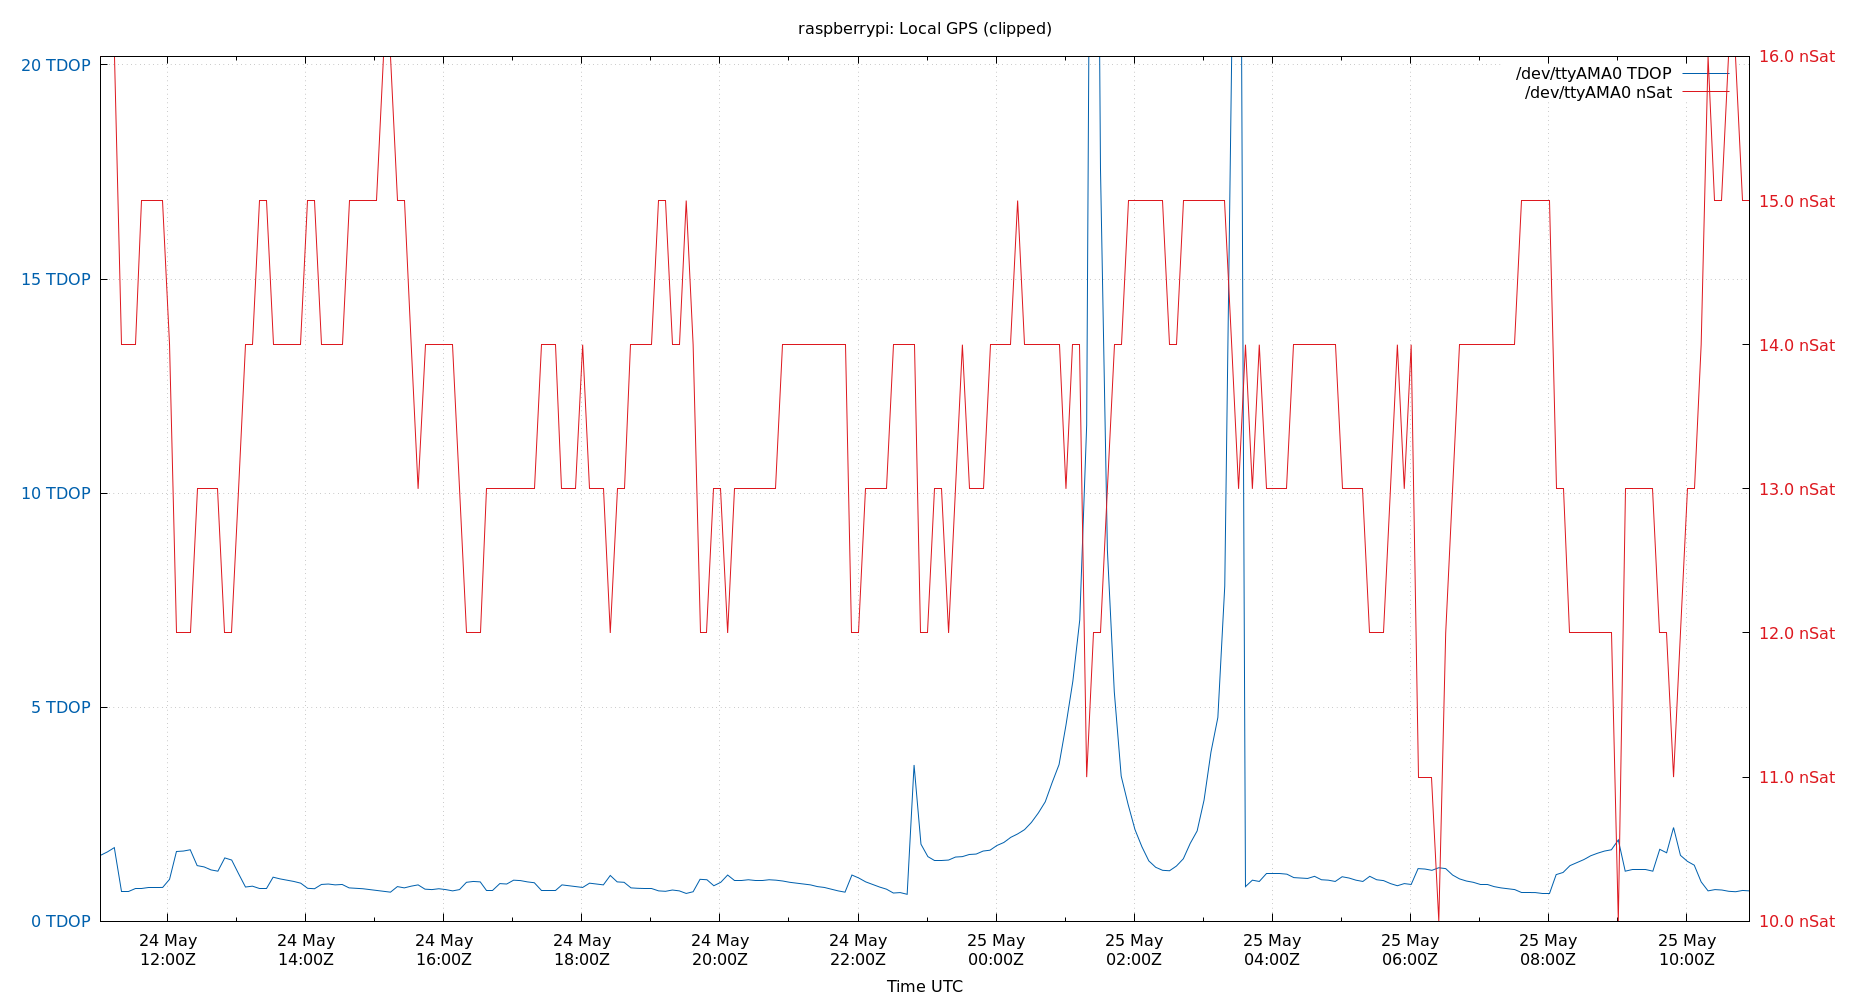 raspberrypi: Local GPS (clipped)
20 TDOP
15 TDOP
10 TDOP
5 TDOP
0 TDOP
16.0 nSat
15.0 nSat
14.0 nSat
13.0 nSat
12.0 nSat
11.0 nSat
10.0 nSat
/dev/ttyAMA0 TDOP
/dev/ttyAMA0 nSat
24 May
12:00Z
24 May
14:00Z
24 May
16:00Z
24 May
18:00Z
24 May
20:00Z
24 May
22:00Z
25 May
00:00Z
25 May
02:00Z
25 May
04:00Z
25 May
06:00Z
25 May
08:00Z
25 May
10:00Z
Time UTC